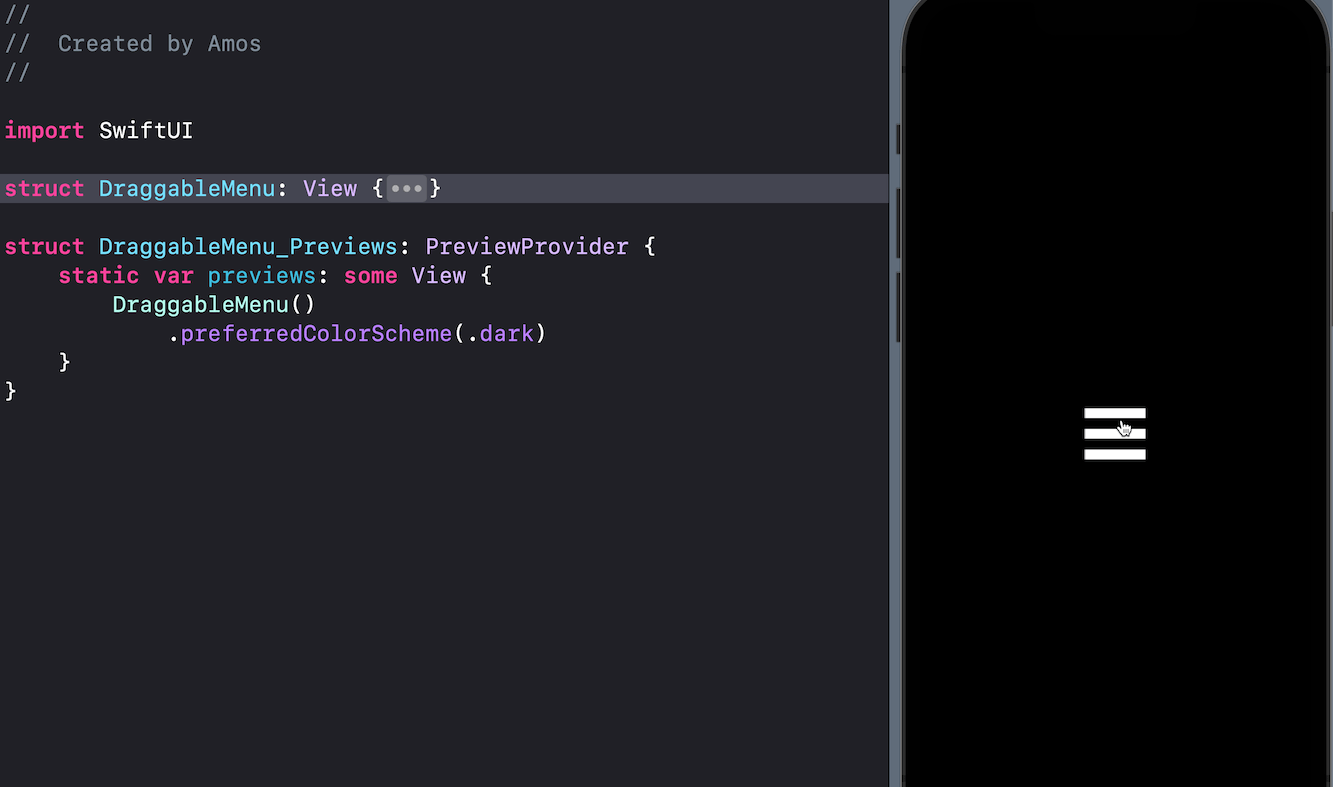 //
//  Created by Amos
//
import SwiftUI
struct DraggableMenu: View {•••}
struct DraggableMenu_Previews: PreviewProvider {
    static var previews: some View {
        DraggableMenu()
            .preferredColorScheme(.dark)
    }
}